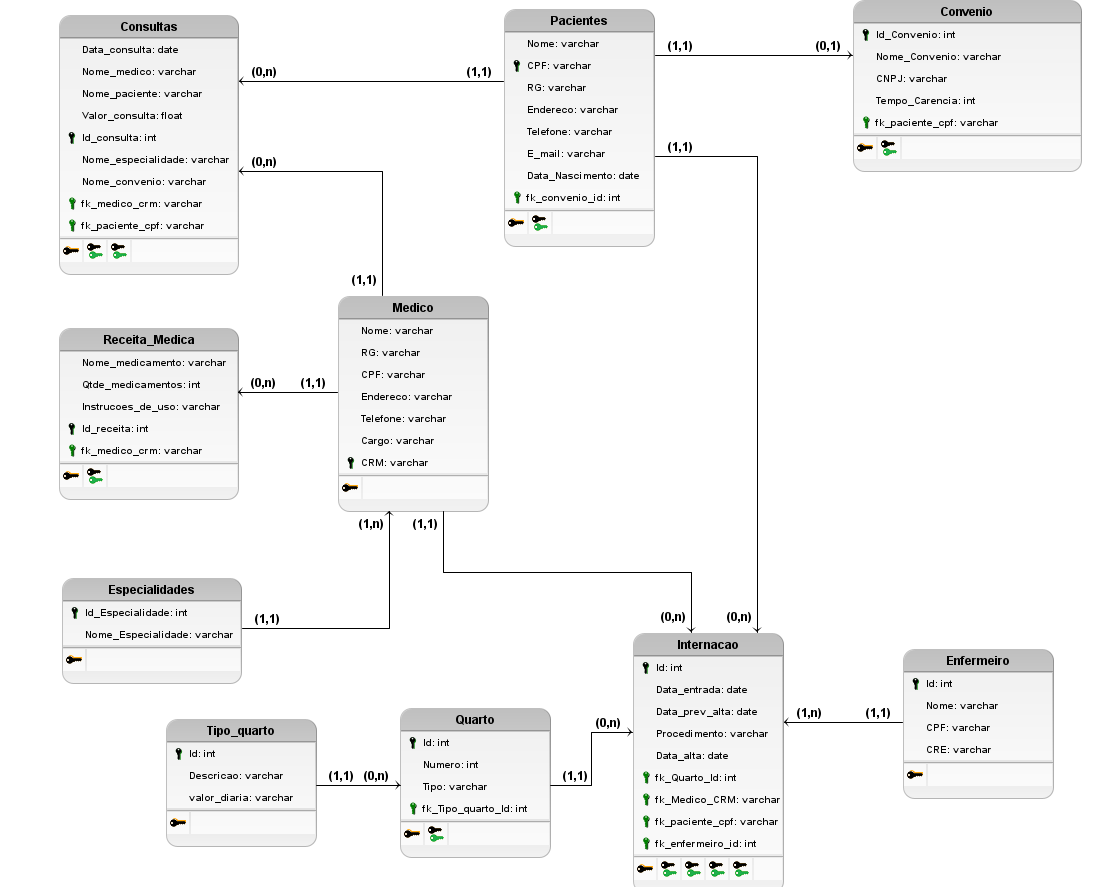 Consultas
Data_consulta: date
Nome_medico: varchar
Nome_paciente: varchar
Valor_consulta: float
Id_consulta: int
Nome_especialidade: varchar
Nome_convenio: varchar
fk_medico_crm: varchar
fk_paciente_cpf: varchar
(0,n)
(1,1)
(0,n)
(1,1)
Pacientes
Nome: varchar
CPF: varchar
RG: varchar
Endereco: varchar
Telefone: varchar
E_mail: varchar
Data_Nascimento: date
fk_convenio_id: int
(1,1)
(0,1)
(1,1)
Convenio
Id_Convenio: int
Nome_Convenio: varchar
CNPJ: varchar
Tempo_Carencia: int
fk_paciente_cpf: varchar
Receita_Medica
Nome_medicamento: varchar
Qtde_medicamentos: int
Instrucoes_de_uso: varchar
Id_receita: int
fk_medico_crm: varchar
(0,n)
(1,1)
Medico
Nome: varchar
RG: varchar
CPF: varchar
Endereco: varchar
Telefone: varchar
Cargo: varchar
CRM: varchar
(1,n)
(1,1)
Especialidades
Id_Especialidade: int
Nome_Especialidade: varchar
(1,1)
(0,n)
(0,n)
Internacao
Id: int
Data_entrada: date
Data_prev_alta: date
Procedimento: varchar
Data_alta: date
fk_Quarto_Id: int
fk_Medico_CRM: varchar
fk_paciente_cpf: varchar
fk_enfermeiro_id: int
(1,n)
(1,1)
Enfermeiro
Id: int
Nome: varchar
CPF: varchar
CRE: varchar
Tipo_quarto
Id: int
Descricao: varchar
valor_diaria: varchar
(1,1)
(0,n)
Quarto
Id: int
Numero: int
Tipo: varchar
fk_Tipo_quarto_Id: int
(1,1)
(0,n)